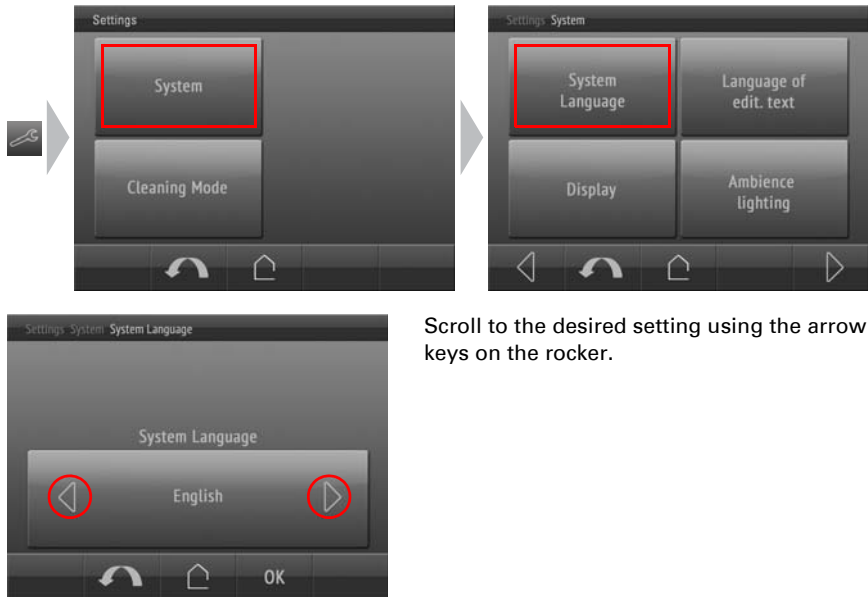 Settings
System
Cleaning Mode
Settings System
System
Language
Language of
edit. text
Display
Ambience
lighting
Settings System System Language
System Language
English
OK
Scroll to the desired setting using the arrow
keys on the rocker.